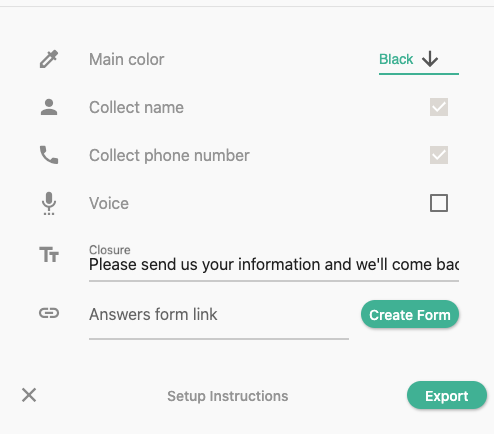 Main color
Black
Collect name
Collect phone number
Voice
Closure
Please send us your information and we'll come bac
Answers form link
Create Form
Setup Instructions
Export